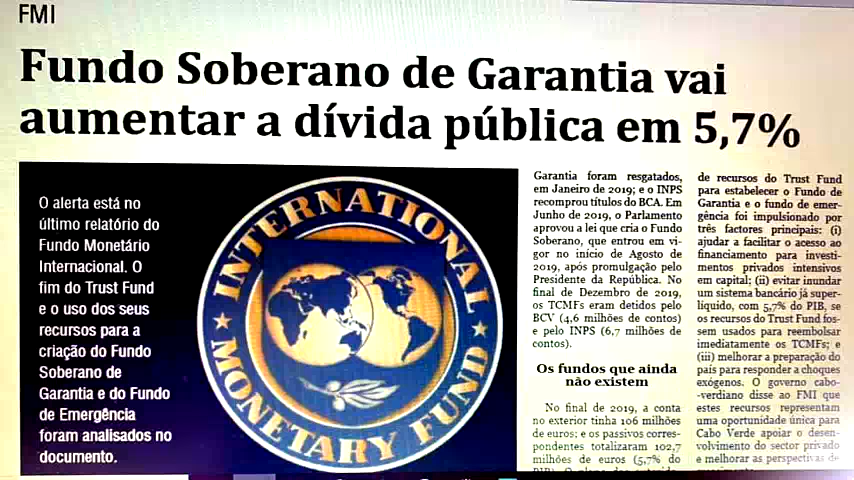 FMI
Fundo Soberano de Garantia vai
aumentar a dívida pública em 5,7%
O alerta está no
último relatório do
Fundo Monetário
Internacional. O
fim do Trust Fund
e o uso dos seus
recursos para a
criação do Fundo
Soberano de
Garantia e do Fundo
de Emergência
foram analisados no
documento.
INTERNATIONAL
MONETARY FUND
Garantia foram resgatados,
em Janeiro de 2019; e o INPS
recomprou títulos do BCA. Em
Junho de 2019, o Parlamento
aprovou a lei que cria o Fundo
Soberano, que entrou em vi-
gor no início de Agosto de
2019, após promulgação pelo
Presidente da República. No
final de Dezembro de 2019,
os TCMFs eram detidos pelo
BCV (4,6 milhões de contos)
e pelo INPS (6,7 milhões de
contos).
Os fundos que ainda
não existem
No final de 2019, a conta
no exterior tinha 106 milhões
de euros; e os passivos corres-
pondentes totalizaram 102,7
milhões de euros (5,7% do
de recursos do Trust Fund
para estabelecer o Fundo de
Garantia e o fundo de emer-
gência foi impulsionado por
três factores principais: (i)
ajudar a facilitar o acesso ao
financiamento para investi-
mentos privados intensivos
em capital; (ii) evitar inundar
um sistema bancário já super-
líquido, com 5,7% do PIB, se
os recursos do Trust Fund fos-
sem usados para reembolsar
imediatamente os TCMFs; e
(iii) melhorar a preparação do
país para responder a choques
exógenos. O governo cabo-
verdiano disse ao FMI que
estes recursos representam
uma oportunidade única para
Cabo Verde apoiar o desen-
volvimento do sector privado
e melhorar as perspectivas de